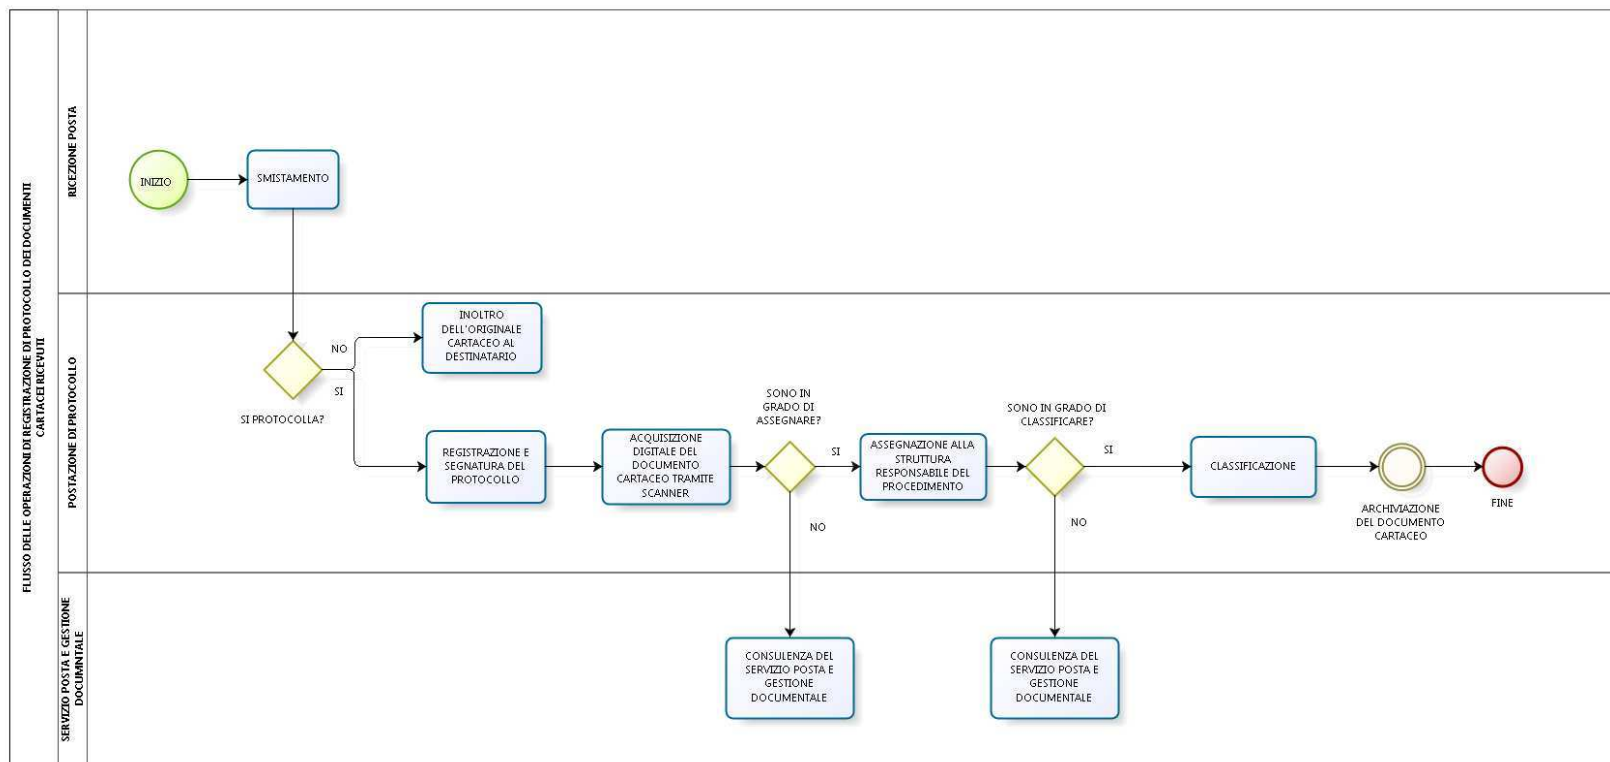 FLUSSO DELLE OPERAZIONI DI REGISTRAZIONE DI PROTOCOLLO DEI DOCUMENTI
CARTACEI RICEVUTI
RICEZIONE POSTA
INIZIO
SMISTAMENTO
POSTAZIONE DI PROTOCOLLO
SI PROTOCOLLA?
NO
SI
INOLTRO
DELL'ORIGINALE
CARTACEO AL
DESTINATARIO
REGISTRAZIONE E
SEGNATURA DEL
PROTOCOLLO
ACQUISIZIONE
DIGITALE DEL
DOCUMENTO
CARTACEO TRAMITE
SCANNER
SONO IN
GRADO DI
ASSEGNARE?
SI
NO
ASSEGNAZIONE ALLA
STRUTTURA
RESPONSABILE DEL
PROCEDIMENTO
SONO IN GRADO DI
CLASSIFICARE?
SI
NO
CLASSIFICAZIONE
ARCHIVIAZIONE
DEL DOCUMENTO
CARTACEO
FINE
SERVIZIO POSTA E GESTIONE
DOCUMNTALE
CONSULENZA DEL
SERVIZIO POSTA E
GESTIONE
DOCUMENTALE
CONSULENZA DEL
SERVIZIO POSTA E
GESTIONE
DOCUMENTALE